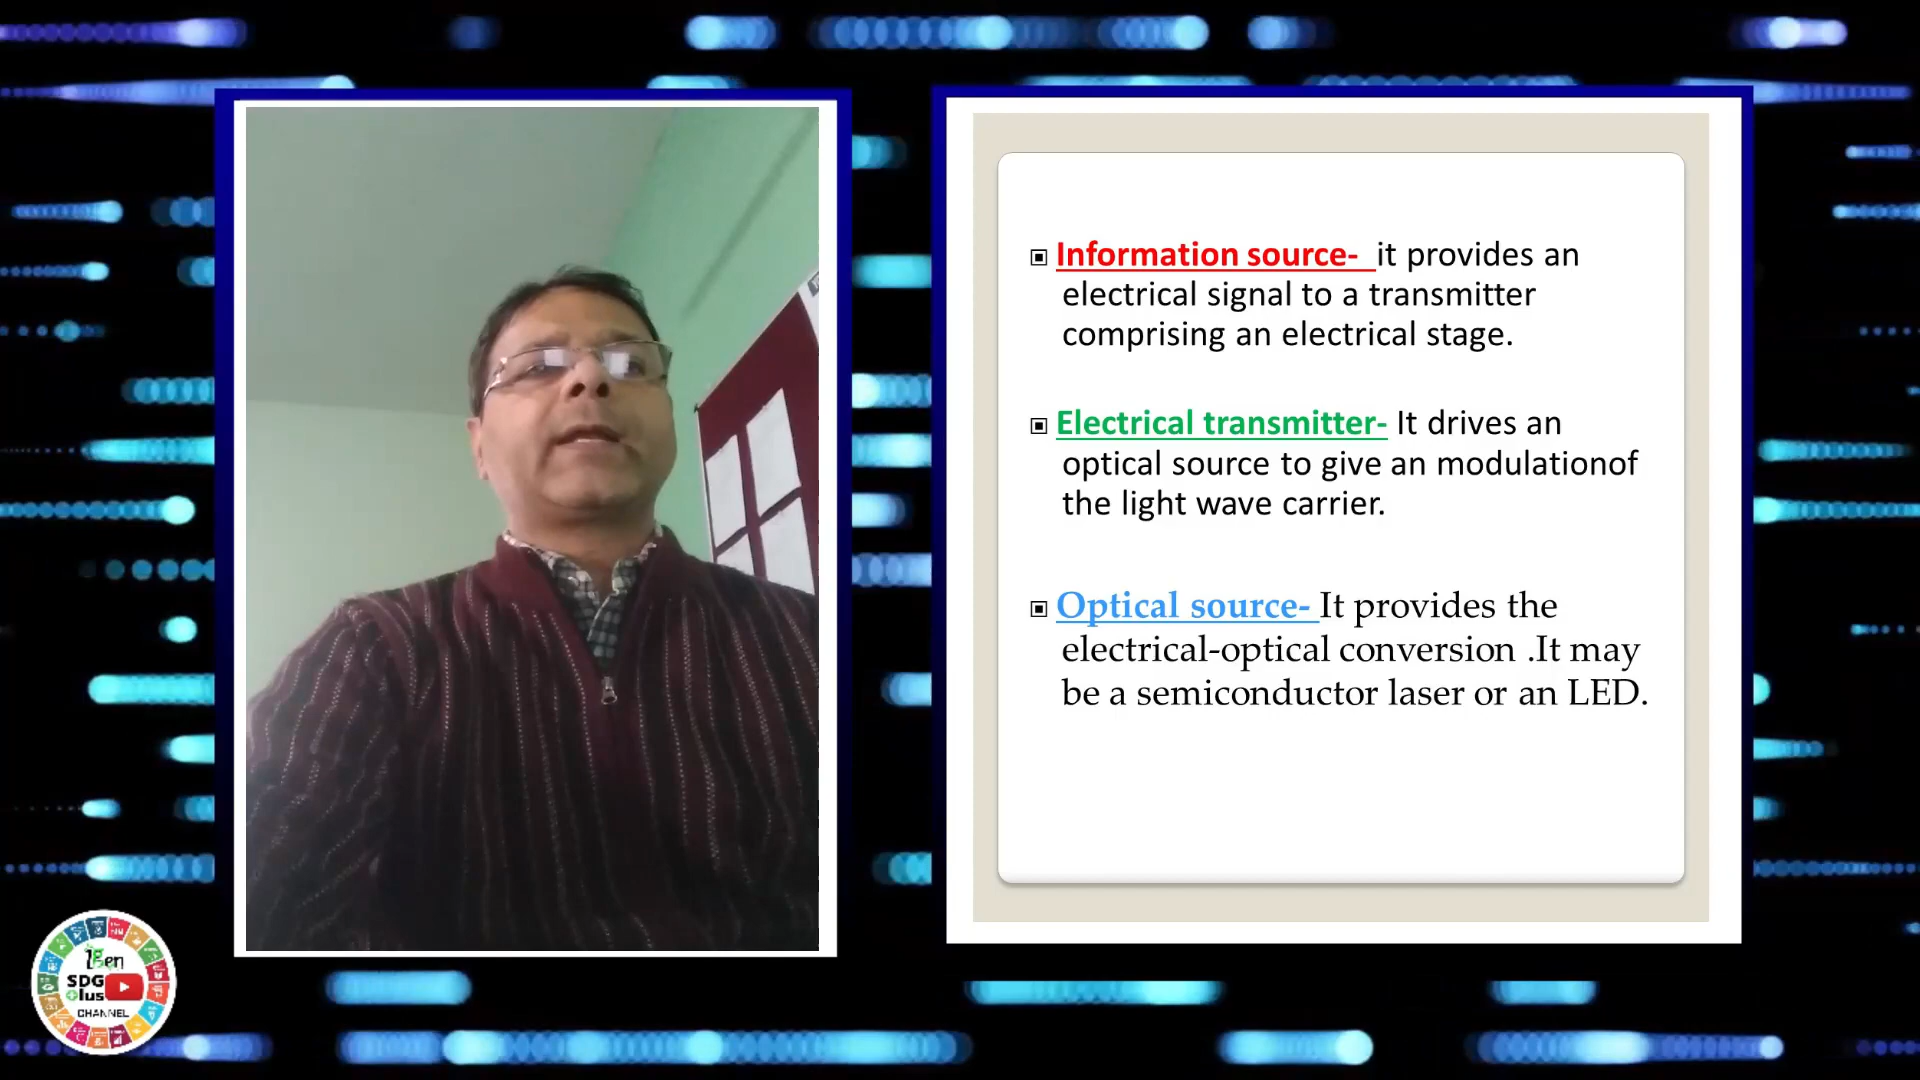 Information source- it provides an
electrical signal to a transmitter
comprising an electrical stage.
Electrical transmitter- It drives an
optical source to give an modulationof
the light wave carrier.
Optical source- It provides the
electrical-optical conversion .It may
be a semiconductor laser or an LED.
SDG
CHANNEL